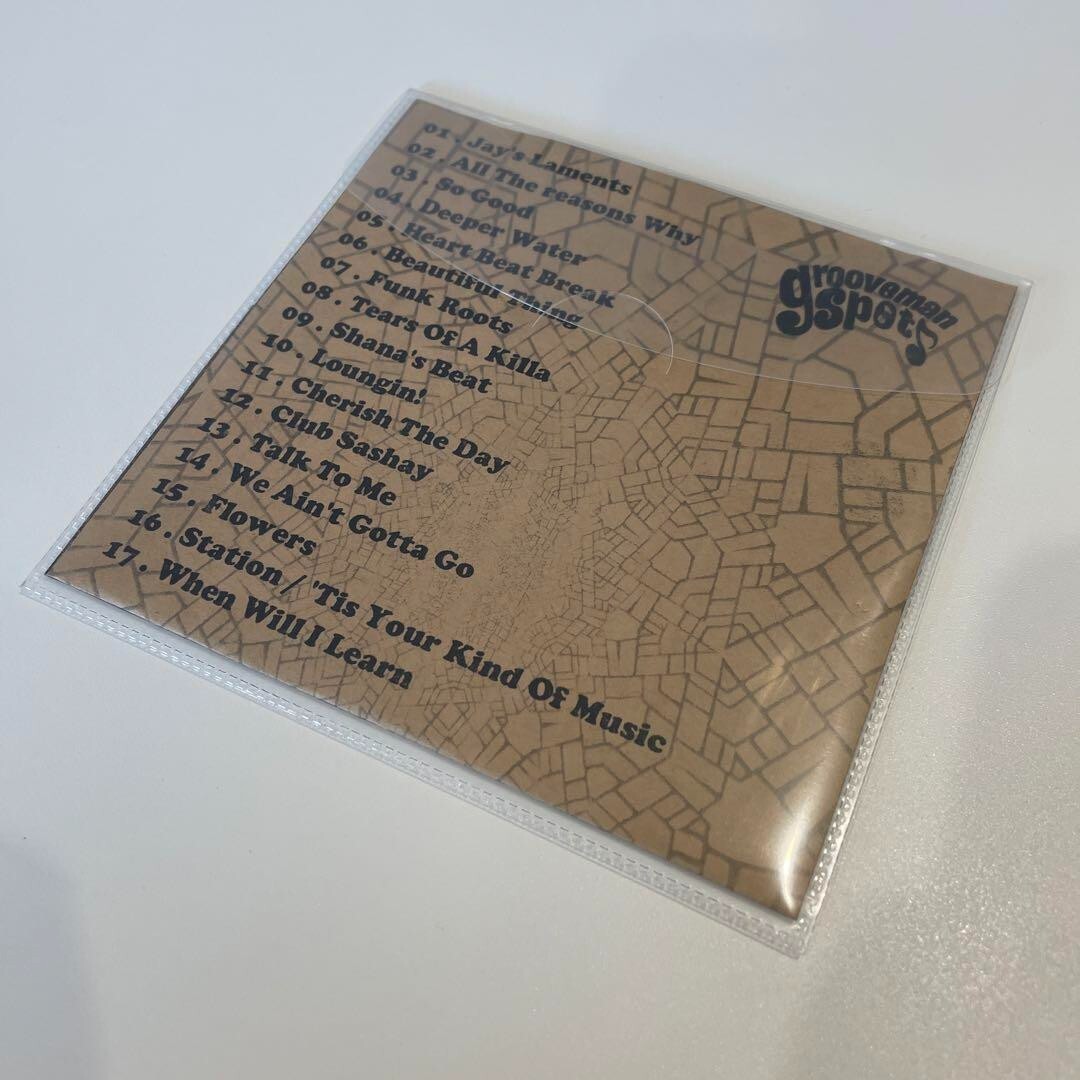 01. Jay's Laments
02. All The reasons Why
03. So Good
04. Deeper Water
05. Heart Beat Break
06. Beautiful Thing
07. Funk Roots
08. Tears Of A Killa
09. Shana's Beat
10. Loungin!
11. Cherish The Day
12. Club Sashay
13. Talk To Me
14. We Ain't Gotta Go
15. Flowers
16. Station / 'Tis Your Kind Of Music
17. When Will I Learn
grooveman
spot